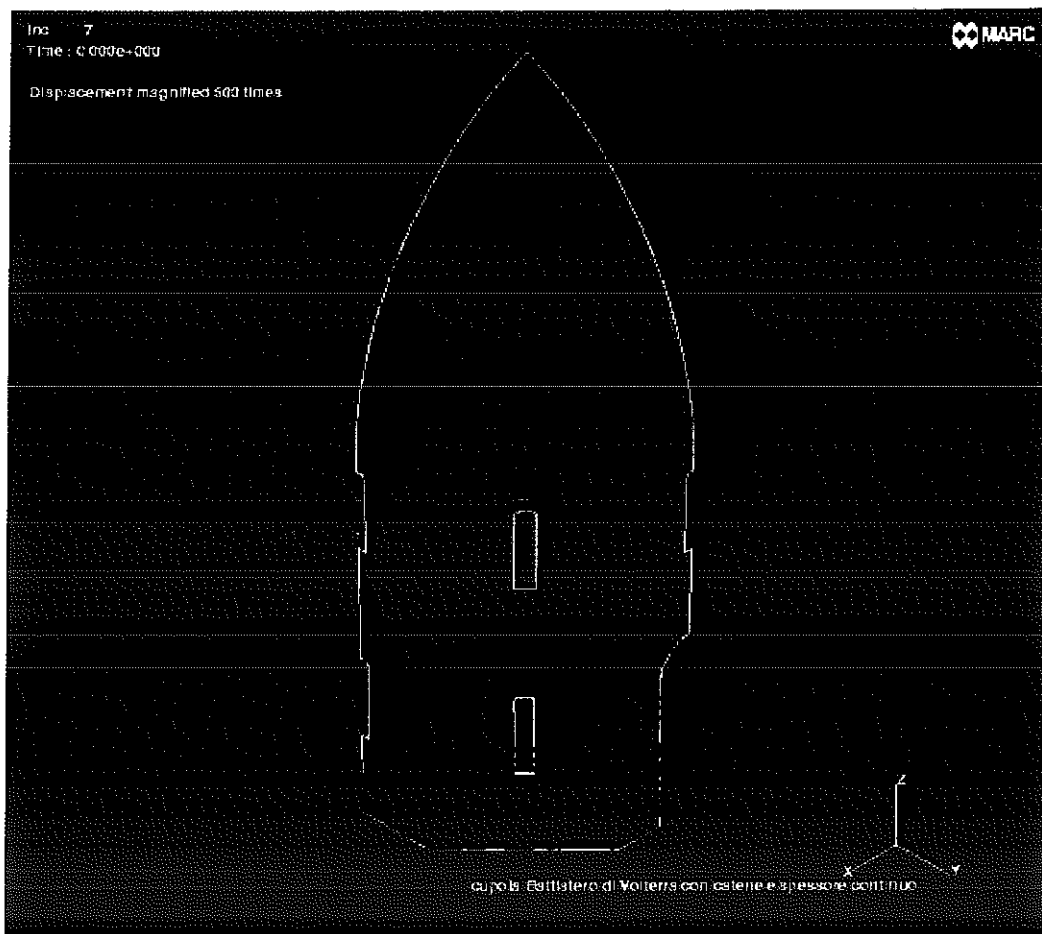 Inc : 7
Time : 0.000e+000
MARC
Displacement magnified 500 times
Z
X Y
cupola Battistero di Volterra con catene e spessore continuo